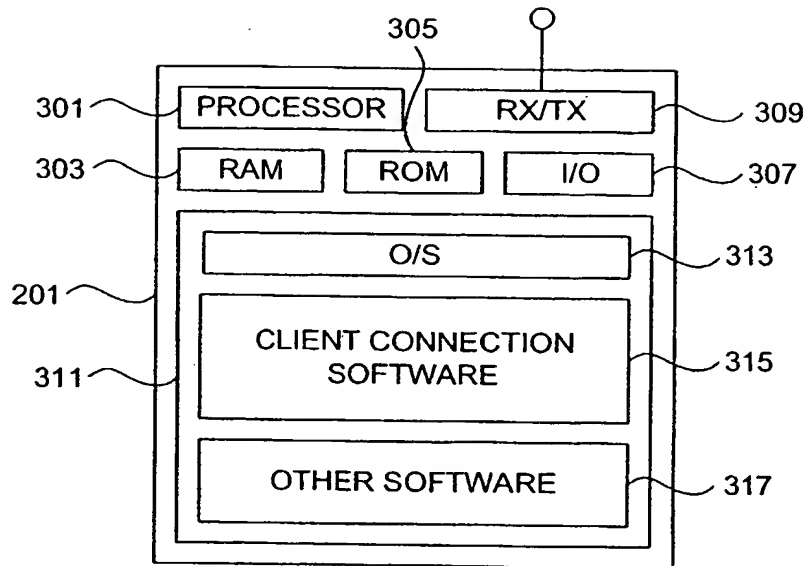 305
301 PROCESSOR RX/TX 309
303 RAM ROM I/O 307
O/S 313
201
CLIENT CONNECTION
SOFTWARE 315
311
OTHER SOFTWARE 317